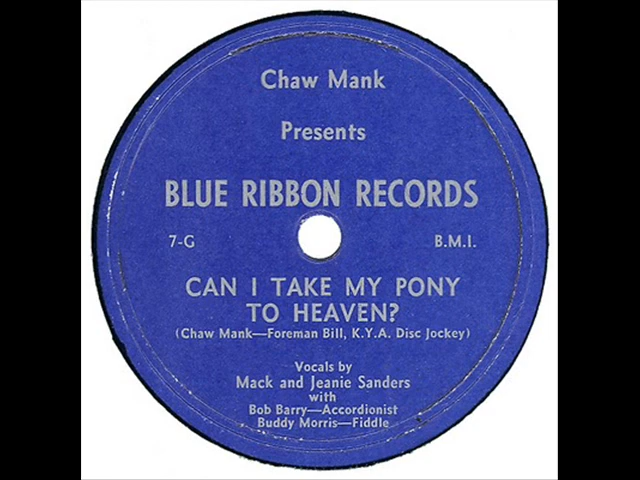 Chaw Mank
Presents
BLUE RIBBON RECORDS
7-G B.M.I.
CAN I TAKE MY PONY
TO HEAVEN?
(Chaw Mank—Foreman Bill, K.Y.A. Disc Jockey)
Vocals by
Mack and Jeanie Sanders
with
Bob Barry—Accordionist
Buddy Morris—Fiddle